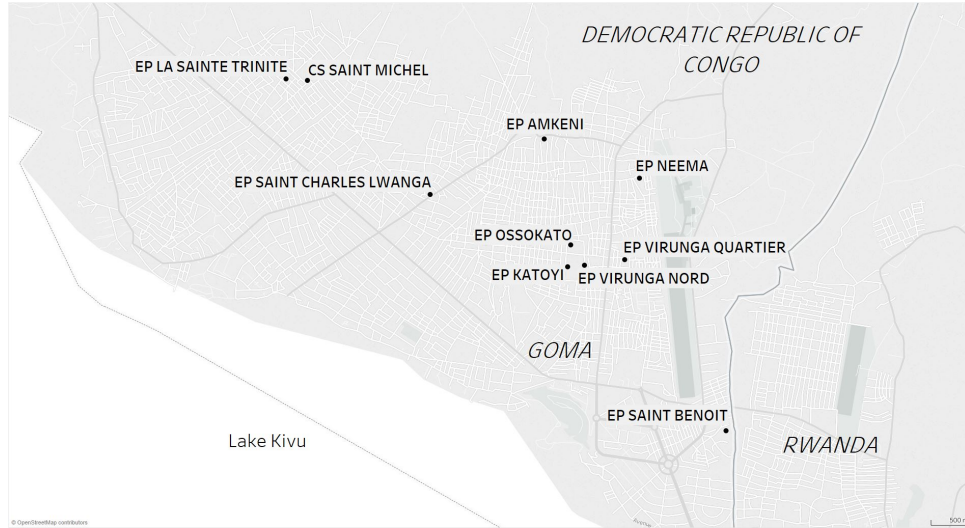 DEMOCRATIC REPUBLIC OF
CONGO
EP LA SAINTE TRINITE
CS SAINT MICHEL
EP AMKENI
EP NEEMA
EP SAINT CHARLES LWANGA
EP OSSOKATO
EP VIRUNGA QUARTIER
EP KATOYI
EP VIRUNGA NORD
GOMA
EP SAINT BENOIT
Lake Kivu
RWANDA
© OpenStreetMap contributors
Avenue
500 m